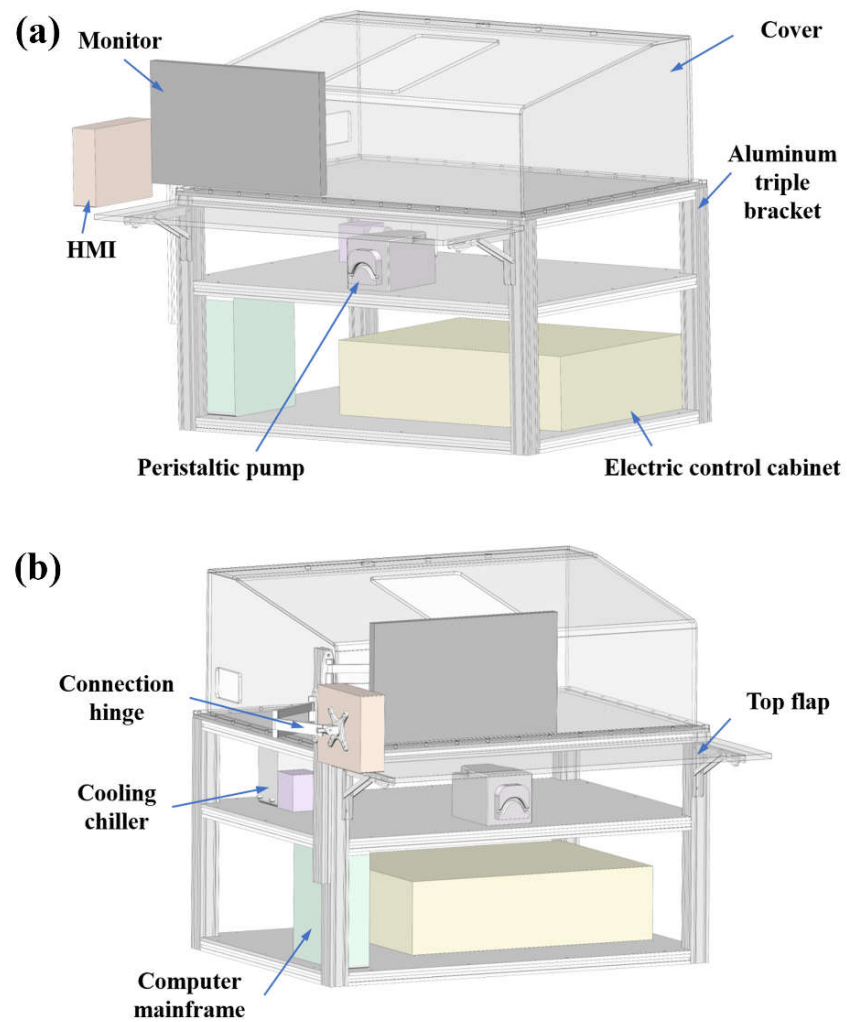 (a)
Monitor
Cover
Aluminum
triple
bracket
HMI
Peristaltic pump
Electric control cabinet
(b)
Connection
hinge
Top flap
Cooling
chiller
Computer
mainframe